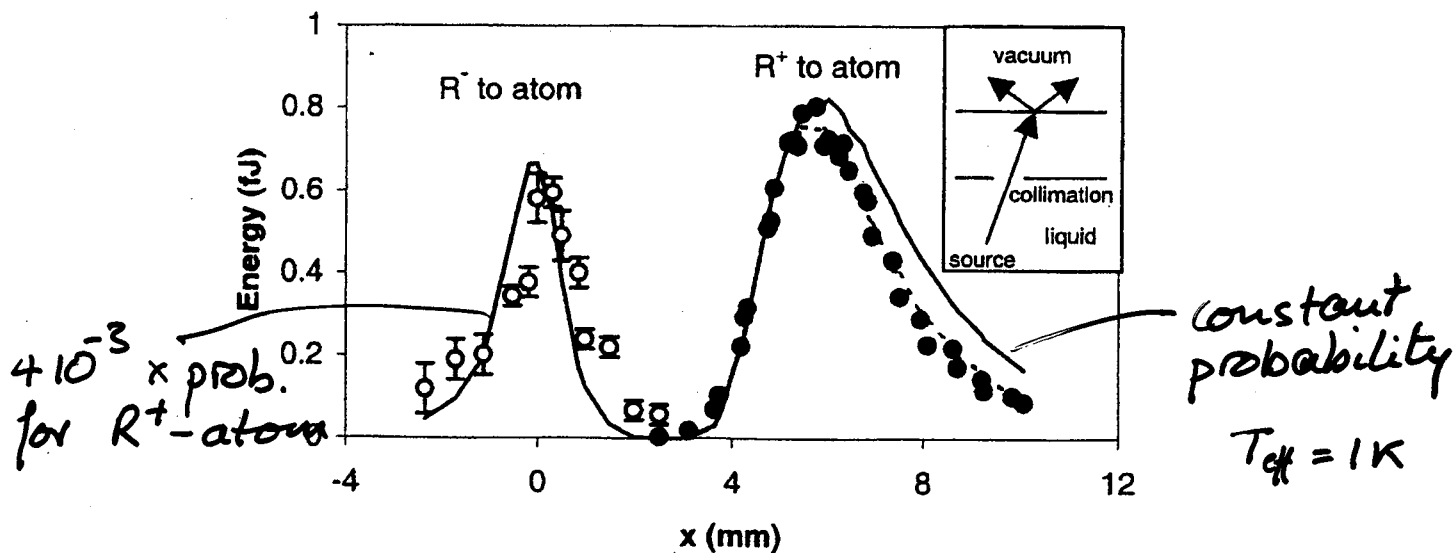 1
0.8
0.6
0.4
0.2
0
Energy (fJ)
R⁻ to atom
R⁺ to atom
vacuum
collimation
liquid
source
4 10⁻³ x prob.
for R⁺-atom
constant
probability
T_eff = 1K
-4 0 4 8 12
x (mm)